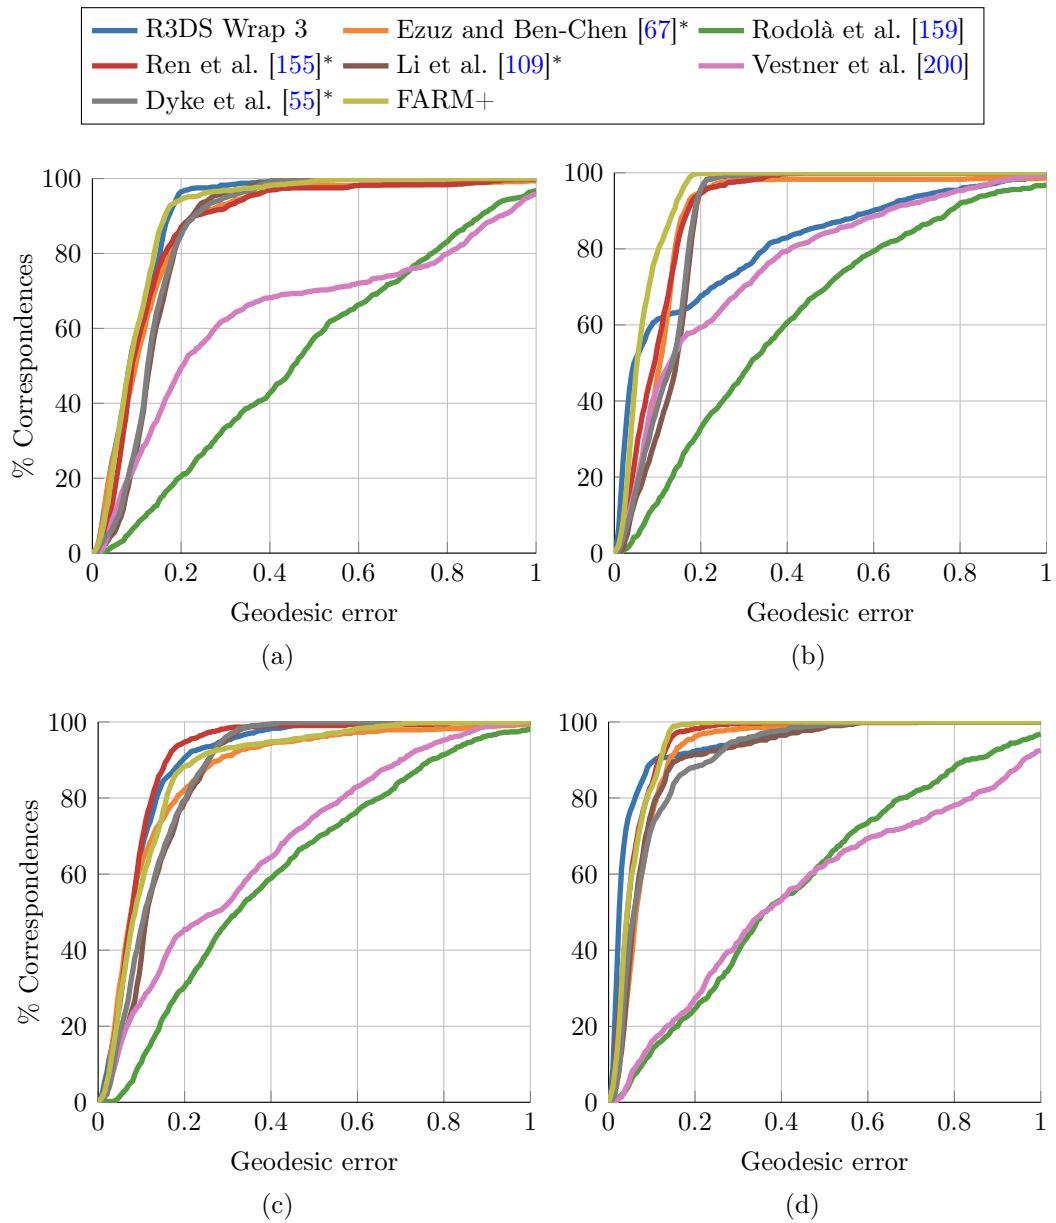 R3DS Wrap 3 Ezuz and Ben-Chen [67]* Rodolà et al. [159]
Ren et al. [155]* Li et al. [109]* Vestner et al. [200]
Dyke et al. [55]* FARM+
100
80
60
40
20
0
% Correspondences
0 0.2 0.4 0.6 0.8 1
Geodesic error
(a)
100
80
60
40
20
0
0 0.2 0.4 0.6 0.8 1
Geodesic error
(b)
100
80
60
40
20
0
% Correspondences
0 0.2 0.4 0.6 0.8 1
Geodesic error
(c)
100
80
60
40
20
0
0 0.2 0.4 0.6 0.8 1
Geodesic error
(d)